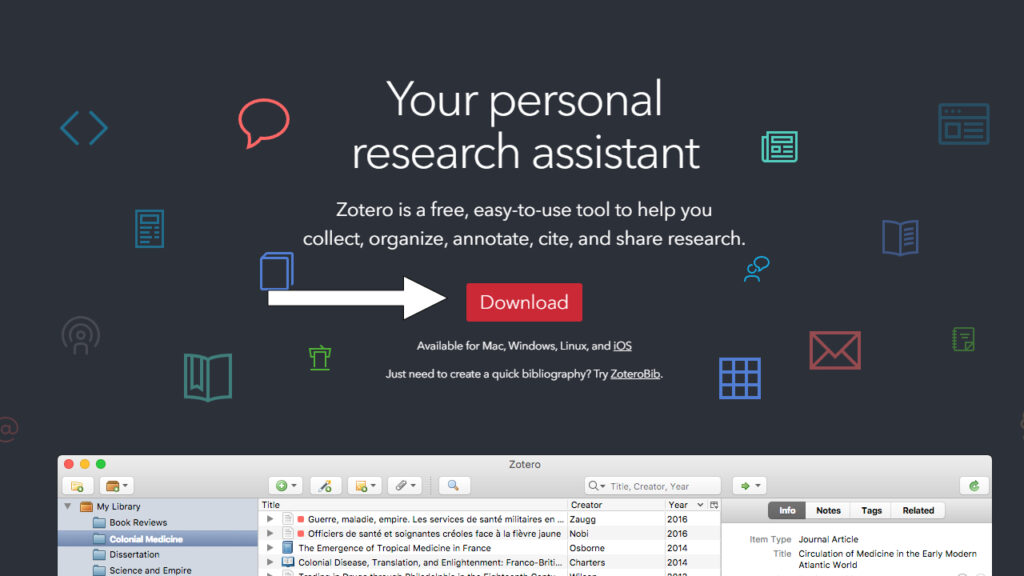 Your personal
research assistant
Zotero is a free, easy-to-use tool to help you
collect, organize, annotate, cite, and share research.
Download
Available for Mac, Windows, Linux, and iOS
Just need to create a quick bibliography? Try ZoteroBib.
@
Zotero
Title, Creator, Year
My Library
Book Reviews
Colonial Medicine
Dissertation
Science and Empire
Title Creator Year
Guerre, maladie, empire. Les services de santé militaires en ... Zaugg 2016
Officiers de santé et soignantes créoles face à la fièvre jaune Nobi 2016
The Emergence of Tropical Medicine in France Osborne 2014
Colonial Disease, Translation, and Enlightenment: Franco-Briti... Charters 2014
Info Notes Tags Related
Item Type Journal Article
Title Circulation of Medicine in the Early Modern
Atlantic World